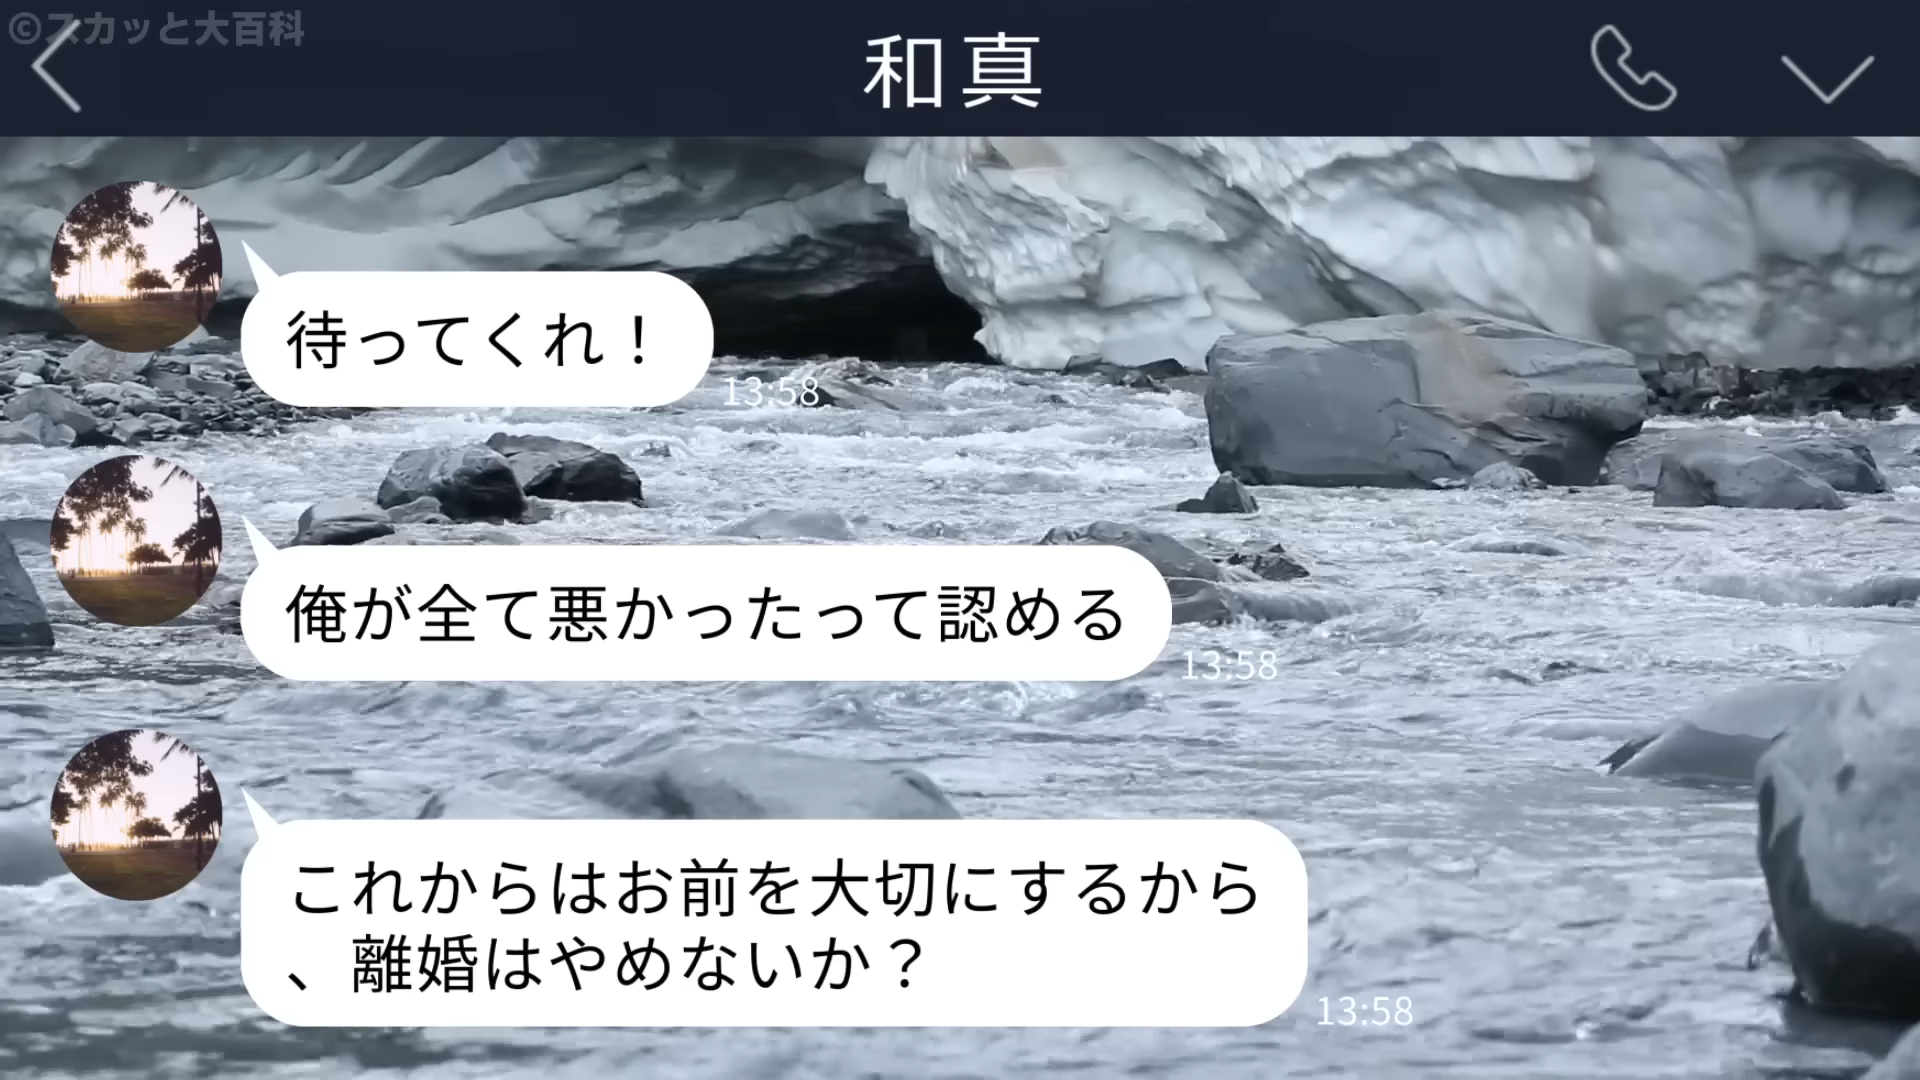 ©スカッと大百科
和真
待ってくれ！
13:58
俺が全て悪かったって認める
13:58
これからはお前を大切にするから
、離婚はやめないか？
13:58